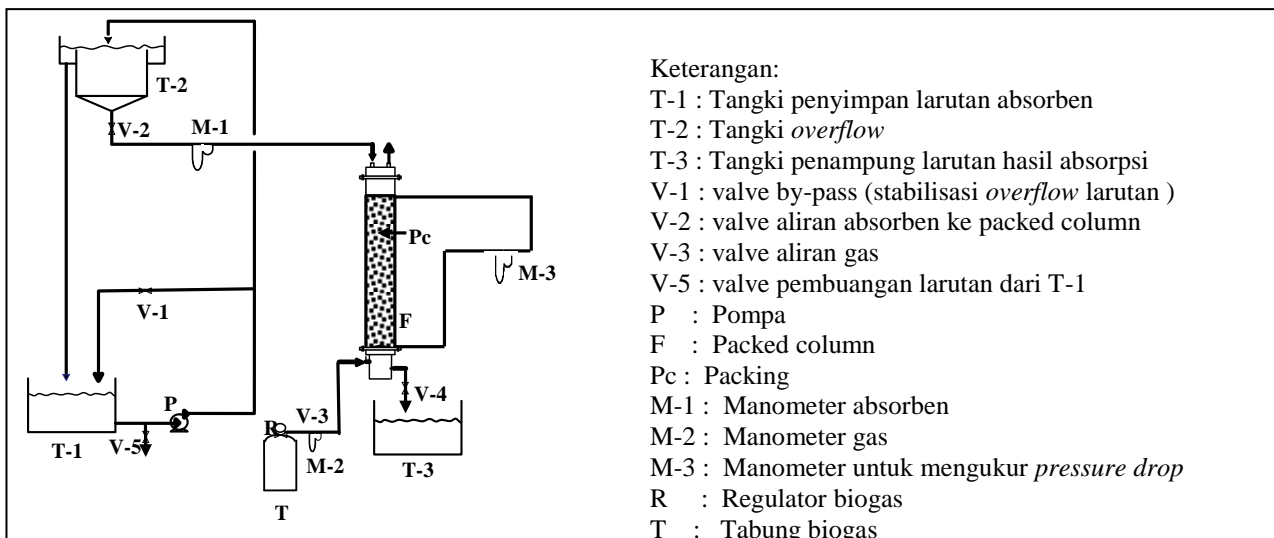 T-2
V-2
M-1
Pc
M-3
V-1
F
P
V-4
V-3
R
T-1
V-5
M-2
T-3
T
Keterangan:
T-1 : Tangki penyimpan larutan absorben
T-2 : Tangki overflow
T-3 : Tangki penampung larutan hasil absorpsi
V-1 : valve by-pass (stabilisasi overflow larutan )
V-2 : valve aliran absorben ke packed column
V-3 : valve aliran gas
V-5 : valve pembuangan larutan dari T-1
P : Pompa
F : Packed column
Pc : Packing
M-1 : Manometer absorben
M-2 : Manometer gas
M-3 : Manometer untuk mengukur pressure drop
R : Regulator biogas
T : Tabung biogas